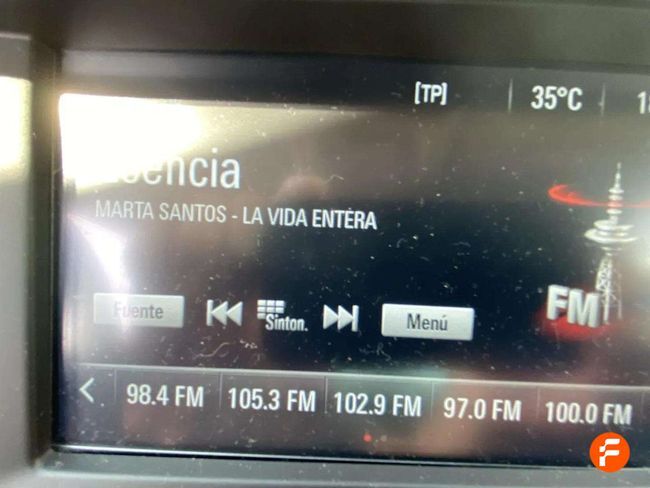 [TP] 35°C
MARTA SANTOS - LA VIDA ENTERA
Fuente Sinton. Menú
FM
98.4 FM 105.3 FM 102.9 FM 97.0 FM 100.0 FM